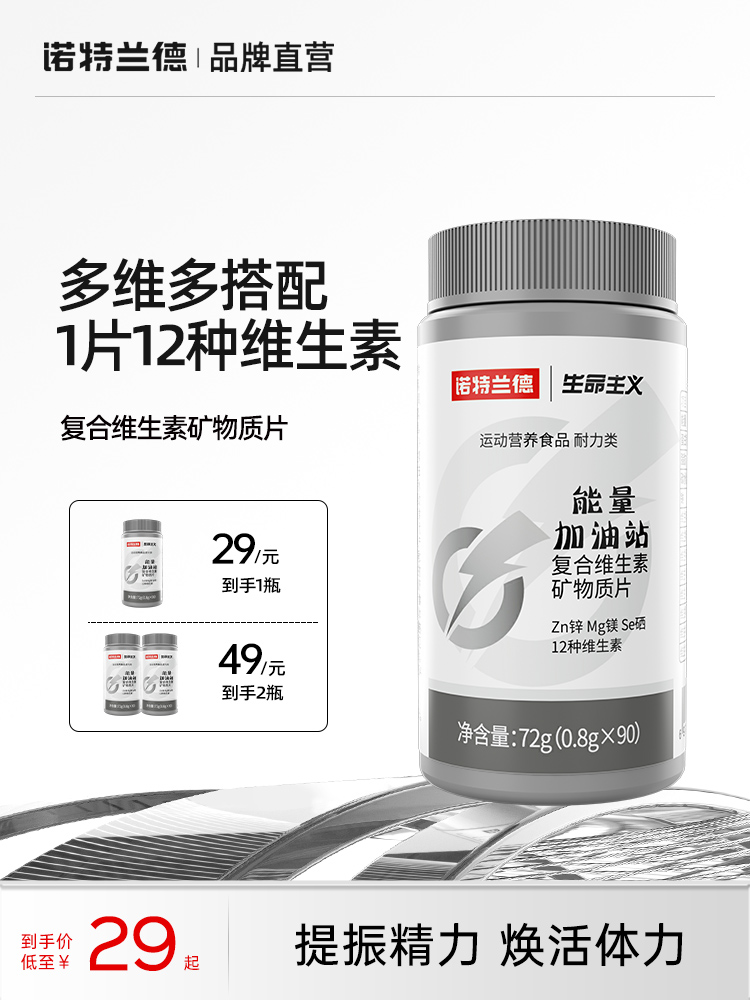 诺特兰德 | 品牌直营
多维多搭配
1片12种维生素
复合维生素矿物质片
29/元
到手1瓶
49/元
到手2瓶
诺特兰德 | 生命主义
运动营养食品 耐力类
能量
加油站
复合维生素
矿物质片
Zn锌 Mg镁 Se硒
12种维生素
净含量:72g(0.8g×90)
到手价
低至¥ 29起
提振精力 焕活体力